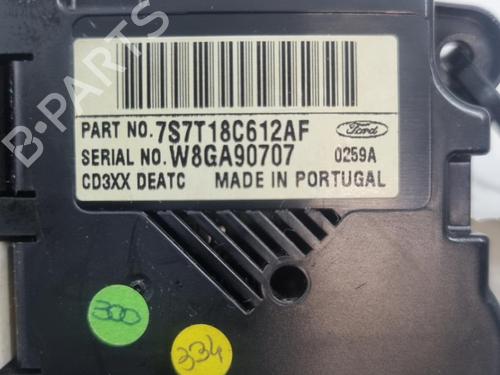 B-PARTS
PART NO. 7S7T18C612AF
Ford
SERIAL NO. W8GA90707 0259A
CD3XX DEATC MADE IN PORTUGAL
300
334